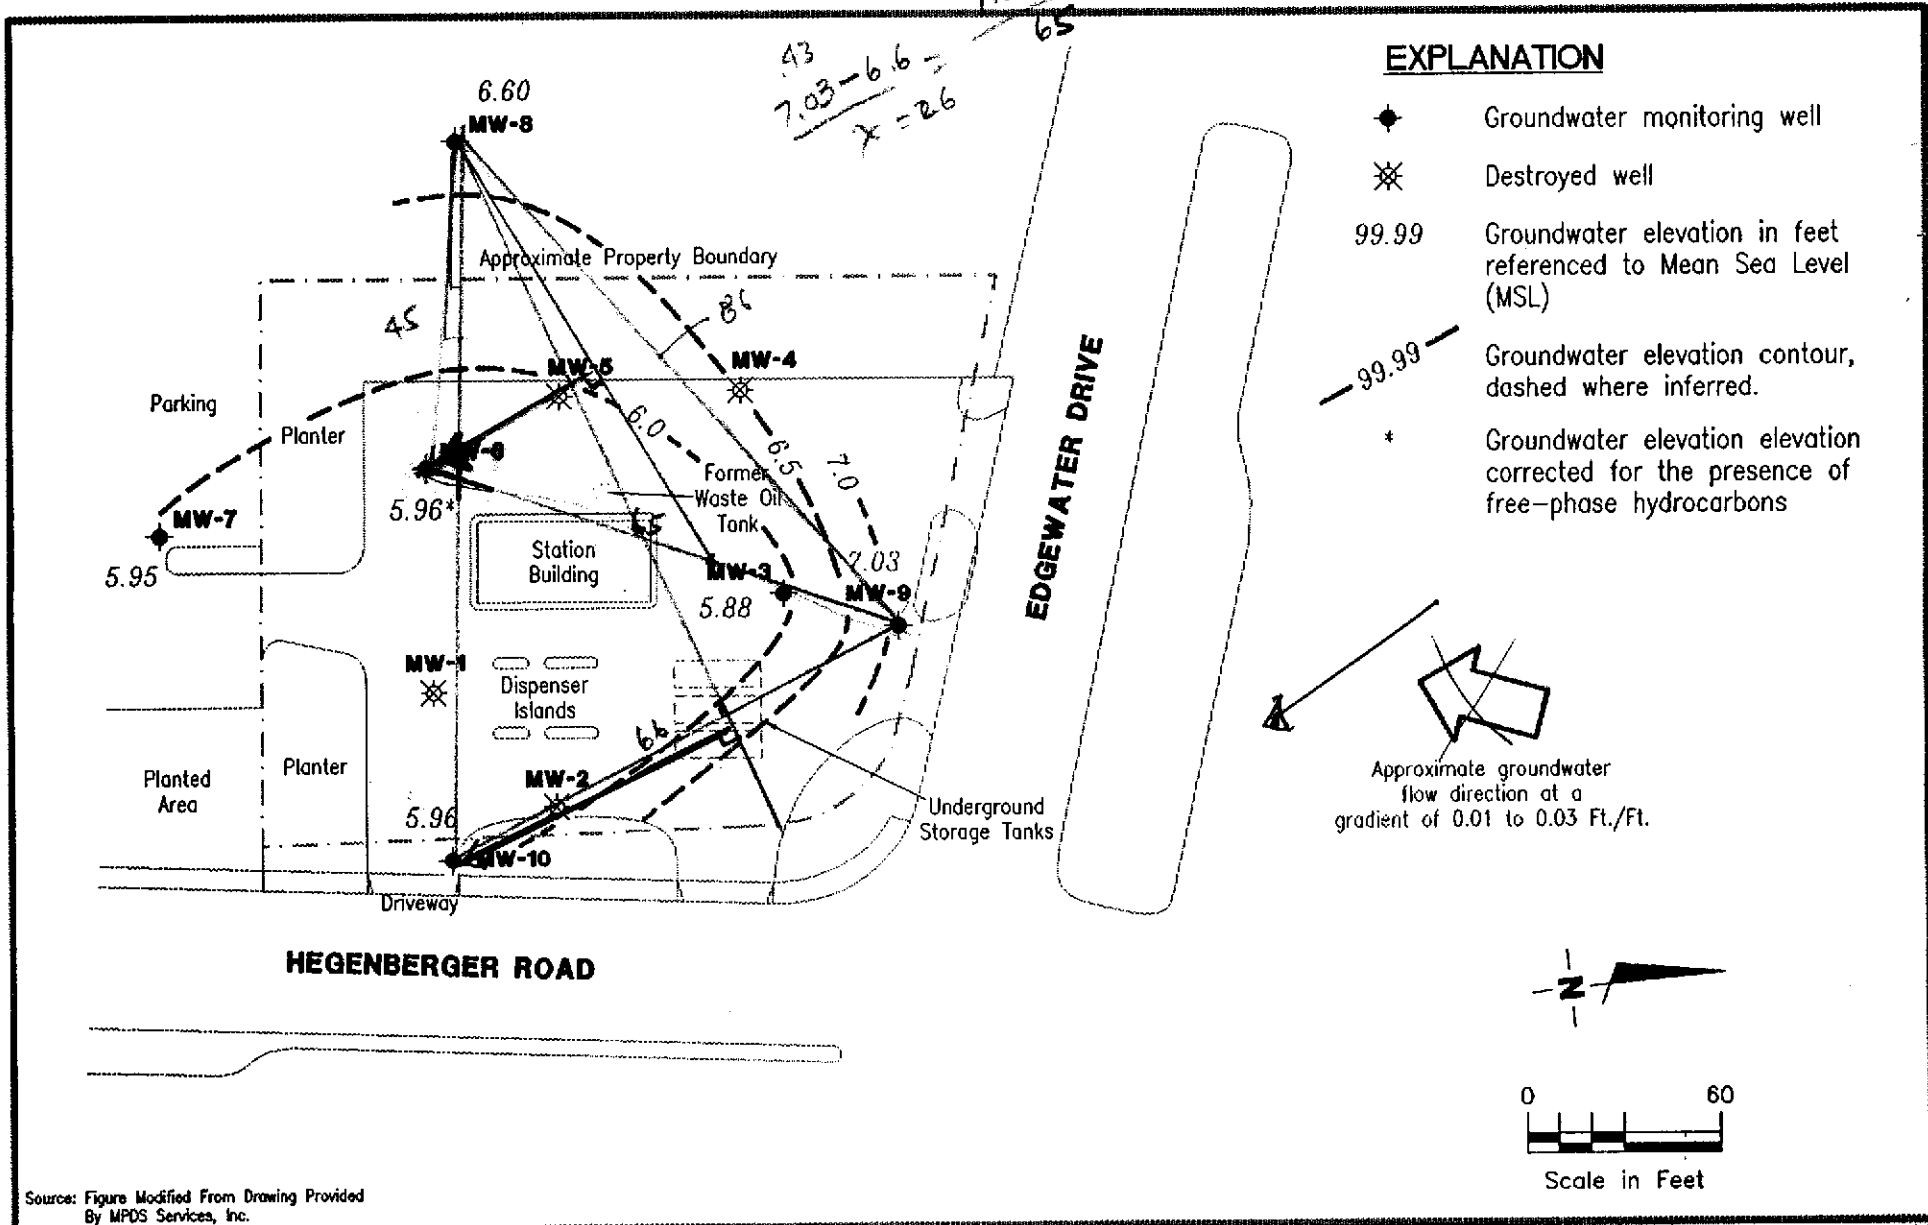 65
.43
7.03-6.6 =
x = 26
EXPLANATION
Groundwater monitoring well
Destroyed well
99.99
Groundwater elevation in feet
referenced to Mean Sea Level
(MSL)
99.99
Groundwater elevation contour,
dashed where inferred.
*
Groundwater elevation elevation
corrected for the presence of
free-phase hydrocarbons
6.60
MW-8
Approximate Property Boundary
45
86
MW-5
MW-4
Parking
Planter
6.0
6.5
7.0
Former
Waste Oil
Tank
5.96*
MW-7
5.95
65
Station
Building
MW-3
5.88
7.03
MW-9
EDGEWATER DRIVE
MW-1
Dispenser
Islands
66
Planted
Area
Planter
MW-2
5.96
MW-10
Underground
Storage Tanks
Driveway
Approximate groundwater
flow direction at a
gradient of 0.01 to 0.03 Ft./Ft.
HEGENBERGER ROAD
N
0 60
Scale in Feet
Source: Figure Modified From Drawing Provided
By MPDS Services, Inc.